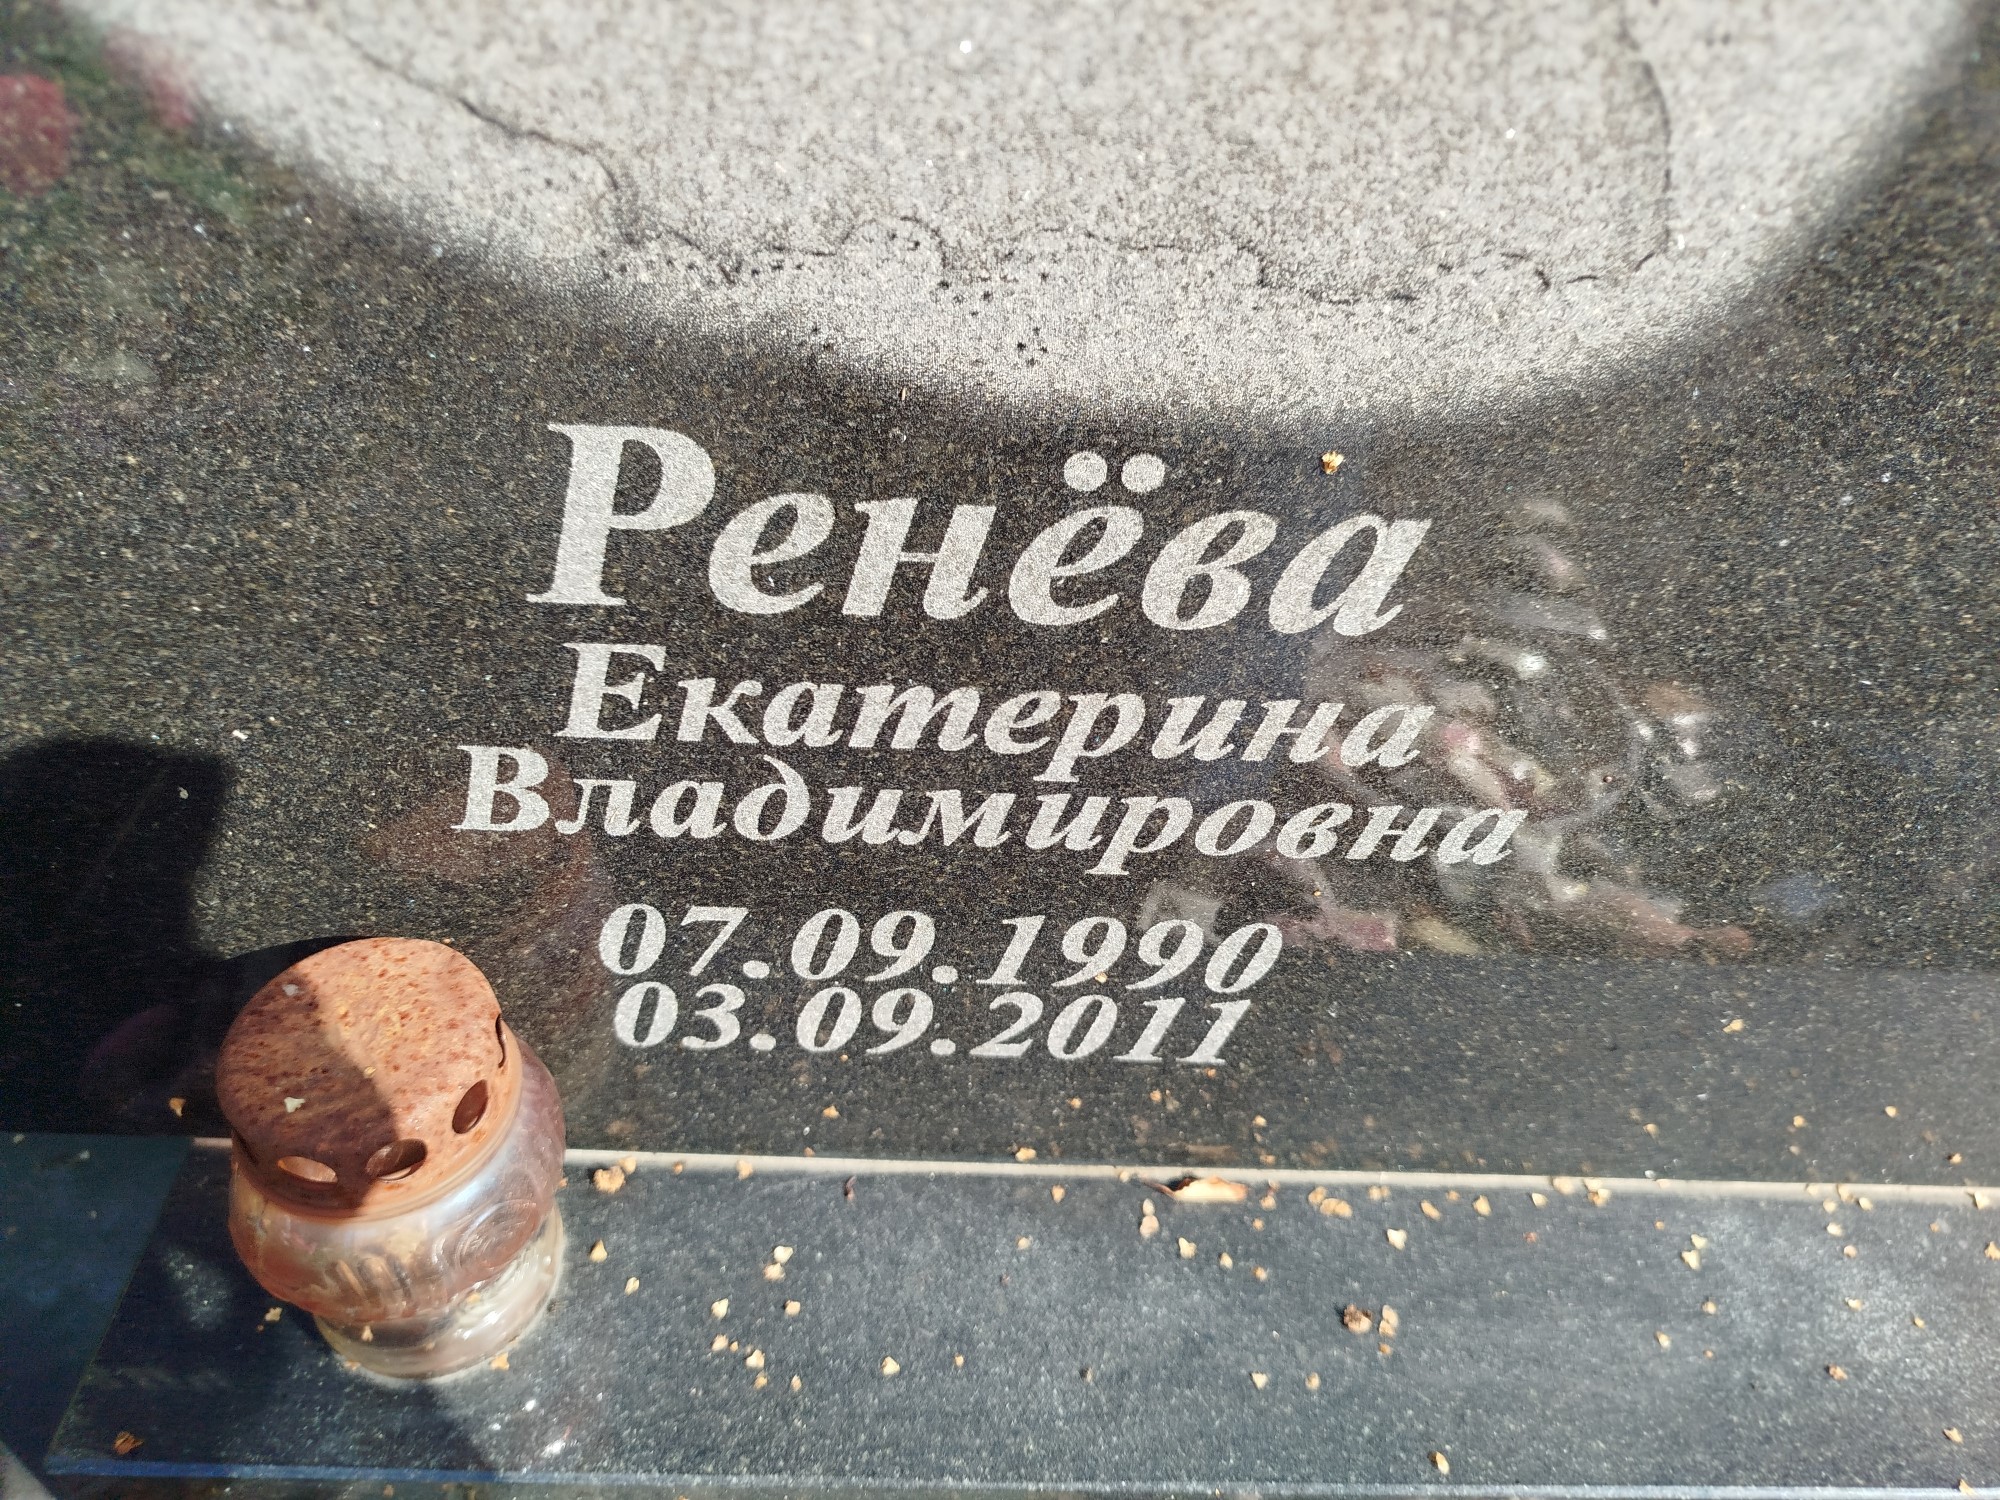 Ренёва
Екатерина
Владимировна
07.09.1990
03.09.2011